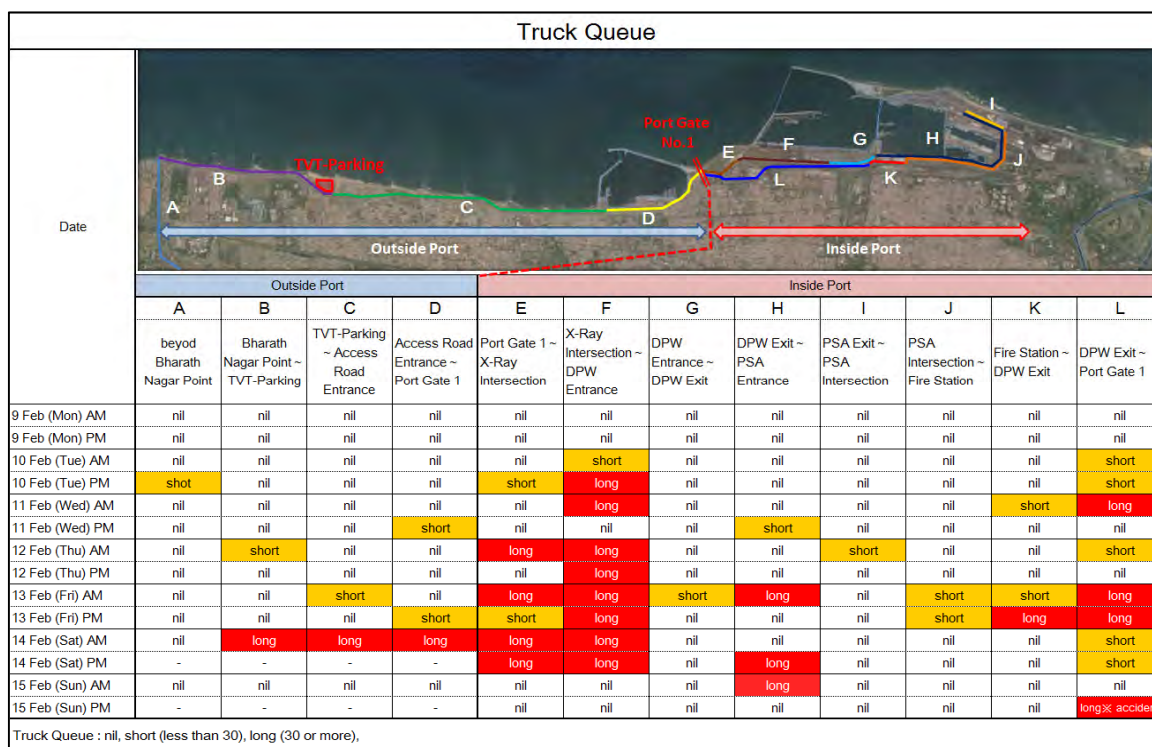 Truck Queue
Date
TVT-Parking
Port Gate
No.1
A
B
C
D
E
F
G
H
I
J
K
L
Outside Port
Inside Port
Outside Port
Inside Port
A
B
C
D
E
F
G
H
I
J
K
L
beyod
Bharath
Nagar Point
Bharath
Nagar Point ~
TVT-Parking
TVT-Parking
~ Access
Road
Entrance
Access Road
Entrance ~
Port Gate 1
Port Gate 1 ~
X-Ray
Intersection
X-Ray
Intersection ~
DPW
Entrance
DPW
Entrance ~
DPW Exit
DPW Exit ~
PSA
Entrance
PSA Exit ~
PSA
Intersection
PSA
Intersection ~
Fire Station
Fire Station ~
DPW Exit
DPW Exit ~
Port Gate 1
9 Feb (Mon) AM nil nil nil nil nil nil nil nil nil nil nil nil
9 Feb (Mon) PM nil nil nil nil nil nil nil nil nil nil nil nil
10 Feb (Tue) AM nil nil nil nil nil short nil nil nil nil nil short
10 Feb (Tue) PM shot nil nil nil short long nil nil nil nil nil short
11 Feb (Wed) AM nil nil nil nil nil long nil nil nil nil short long
11 Feb (Wed) PM nil nil nil short nil nil nil short nil nil nil nil
12 Feb (Thu) AM nil short nil nil long long nil nil short nil nil short
12 Feb (Thu) PM nil nil nil nil nil long nil nil nil nil nil nil
13 Feb (Fri) AM nil nil short nil long long short long nil short short long
13 Feb (Fri) PM nil nil nil short short long nil nil nil short long long
14 Feb (Sat) AM nil long long long long long nil nil nil nil nil short
14 Feb (Sat) PM - - - - long long nil long nil nil nil short
15 Feb (Sun) AM nil nil nil nil nil nil nil long nil nil nil nil
15 Feb (Sun) PM - - - - nil nil nil nil nil nil nil long※ acciden
Truck Queue : nil, short (less than 30), long (30 or more),